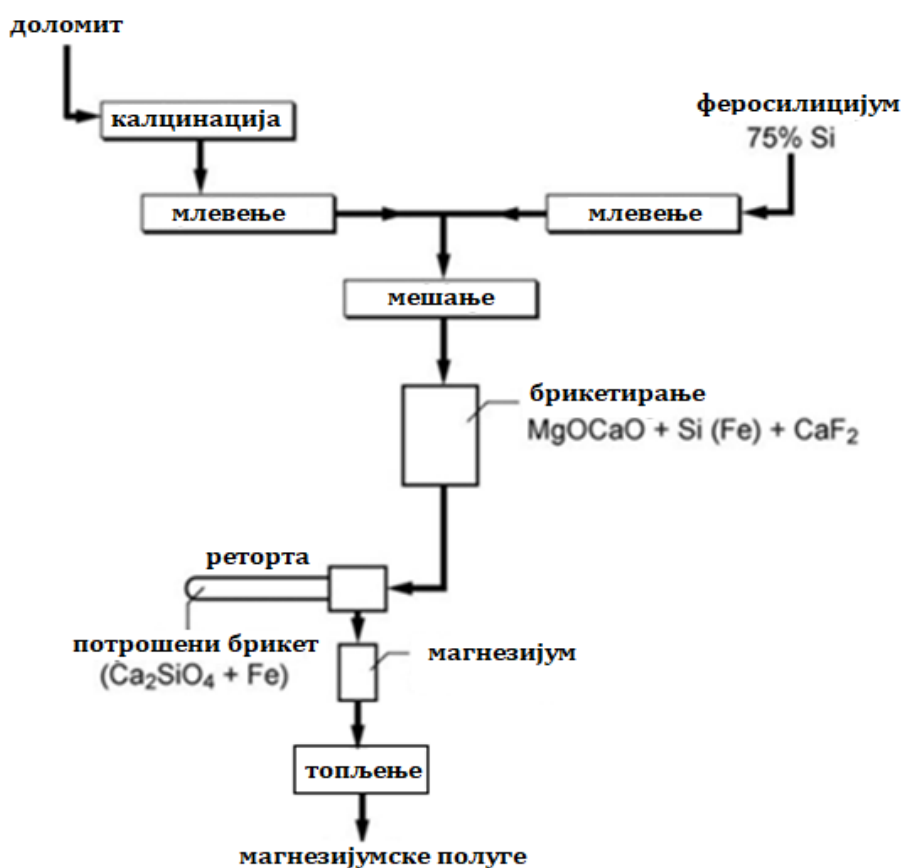 доломит
калцинација
феросилицијум
75% Si
млевење
млевење
мешање
брикетирање
MgOCaO + Si (Fe) + CaF₂
реторта
потрошени брикет
(Ca₂SiO₄ + Fe)
магнезијум
топљење
магнезијумске полуге